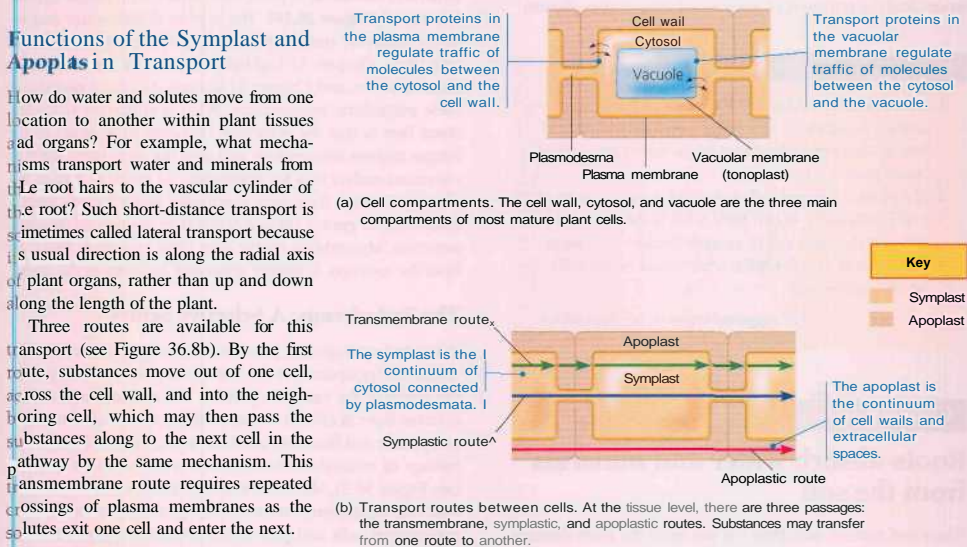 Functions of the Symplast and
Apoplas in Transport
How do water and solutes move from one
location to another within plant tissues
ad organs? For example, what mecha-
nisms transport water and minerals from
tLe root hairs to the vascular cylinder of
th.e root? Such short-distance transport is
simetimes called lateral transport because
is usual direction is along the radial axis
of plant organs, rather than up and down
along the length of the plant.
Three routes are available for this
transport (see Figure 36.8b). By the first
route, substances move out of one cell,
ac.ross the cell wall, and into the neigh-
boring cell, which may then pass the
substances along to the next cell in the
pathway by the same mechanism. This
transmembrane route requires repeated
crossings of plasma membranes as the
solutes exit one cell and enter the next.
Transport proteins in
the plasma membrane
regulate traffic of
molecules between
the cytosol and the
cell wall.
Cell wail
Cytosol
Vacuole
Transport proteins in
the vacuolar
membrane regulate
traffic of molecules
between the cytosol
and the vacuole.
Plasmodesrna
Plasma membrane
Vacuolar membrane
(tonoplast)
(a) Cell compartments. The cell wall, cytosol, and vacuole are the three main
compartments of most mature plant cells.
Key
Symplast
Apoplast
Transmembrane route,x
Apoplast
The symplast is the I
continuum of
cytosol connected
by plasmodesmata. I
Symplast
Symplastic route^
The apoplast is
the continuum
of cell wails and
extracellular
spaces.
Apoplastic route
(b) Transport routes between cells. At the tissue level, there are three passages:
the transmembrane, symplastic, and apoplastic routes. Substances may transfer
from one route to another.